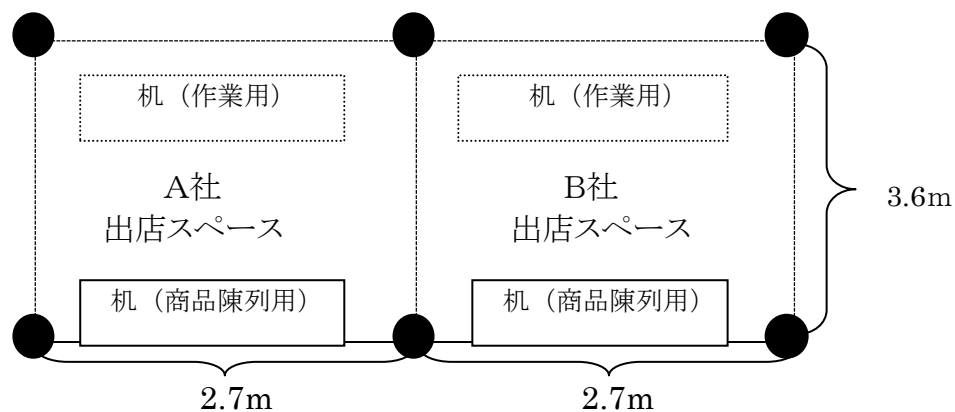 机（作業用）
机（作業用）
A社
出店スペース
B社
出店スペース
3.6m
机（商品陳列用）
机（商品陳列用）
2.7m
2.7m